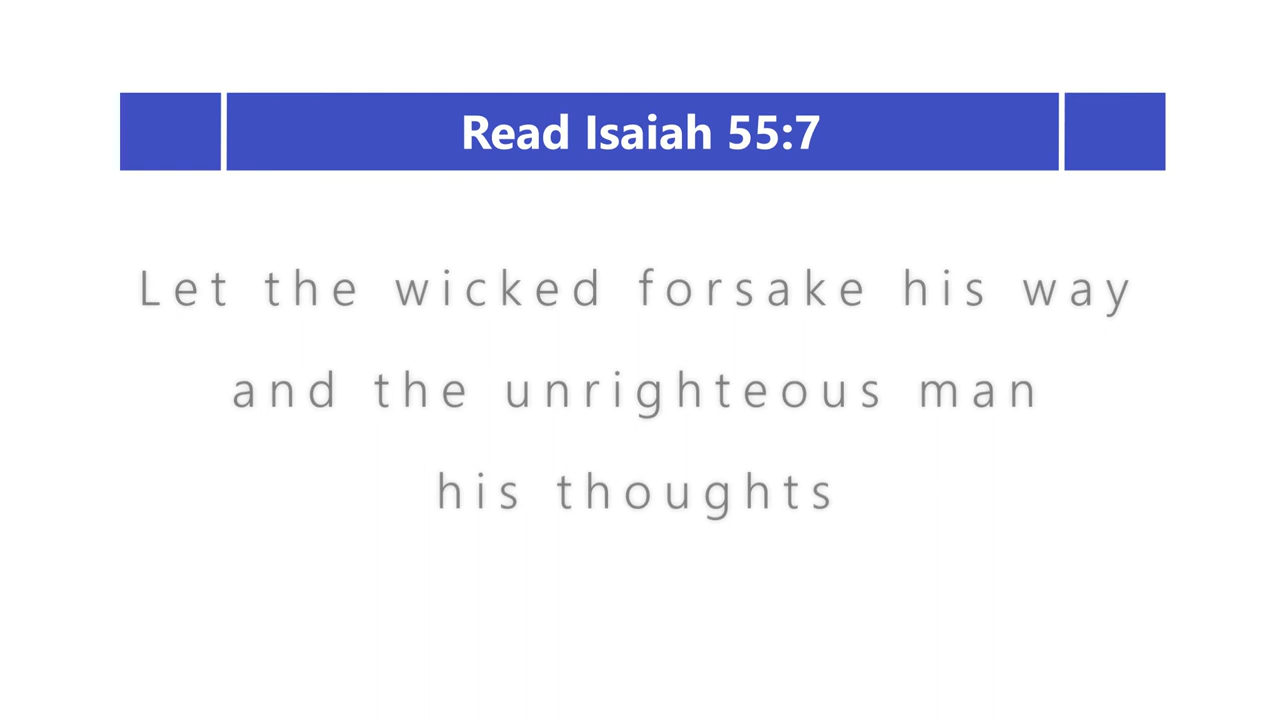 Read Isaiah 55:7
Let the wicked forsake his way
and the unrighteous man
his thoughts